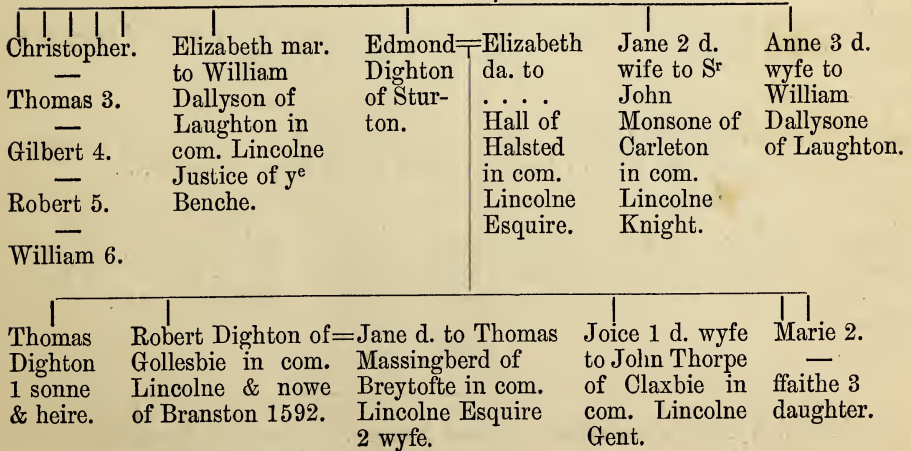 Christopher.
—
Thomas 3.
—
Gilbert 4.
—
Robert 5.
—
William 6.
Elizabeth mar.
to William
Dallyson of
Laughton in
com. Lincolne
Justice of yᵉ
Benche.
Edmond=
Dighton
of Stur-
ton.
Elizabeth
da. to
. . . .
Hall of
Halsted
in com.
Lincolne
Esquire.
Jane 2 d.
wife to Sʳ
John
Monsone of
Carleton
in com.
Lincolne
Knight.
Anne 3 d.
wyfe to
William
Dallysone
of Laughton.
Thomas
Dighton
1 sonne
& heire.
Robert Dighton of=
Gollesbie in com.
Lincolne & nowe
of Branston 1592.
Jane d. to Thomas
Massingberd of
Breytofte in com.
Lincolne Esquire
2 wyfe.
Joice 1 d. wyfe
to John Thorpe
of Claxbie in
com. Lincolne
Gent.
Marie 2.
—
ffaithe 3
daughter.